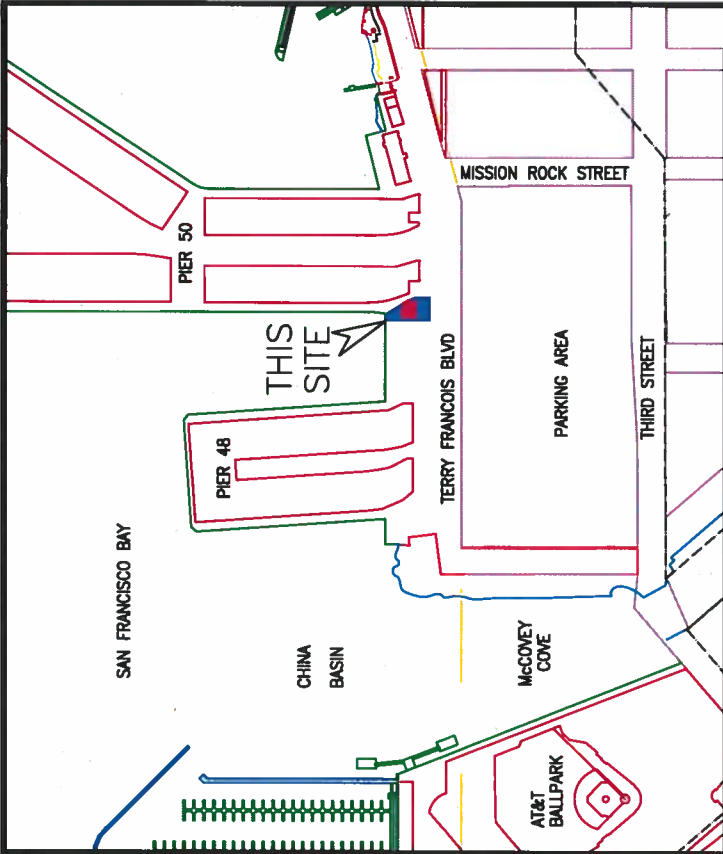 MISSION ROCK STREET
PIER 50
THIS
SITE
TERRY FRANCOIS BLVD
PARKING AREA
THIRD STREET
PIER 48
SAN FRANCISCO BAY
CHINA
BASIN
McCOVEY
COVE
AT&T
BALLPARK